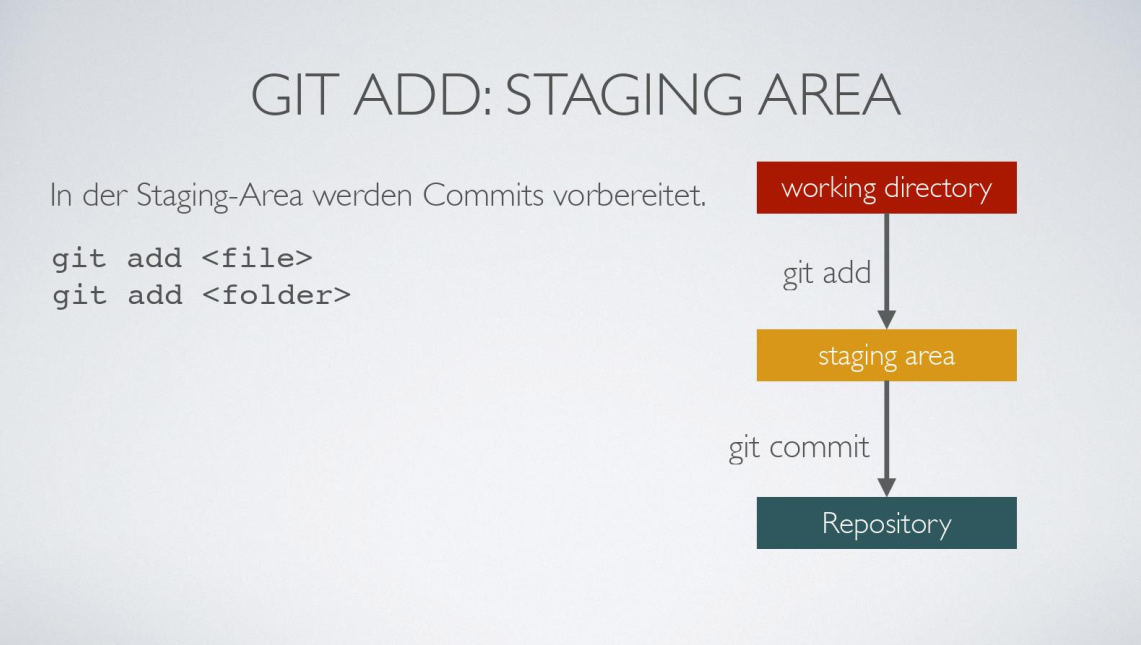 GIT ADD: STAGING AREA
In der Staging-Area werden Commits vorbereitet.
git add <file>
git add <folder>
working directory
git add
staging area
git commit
Repository